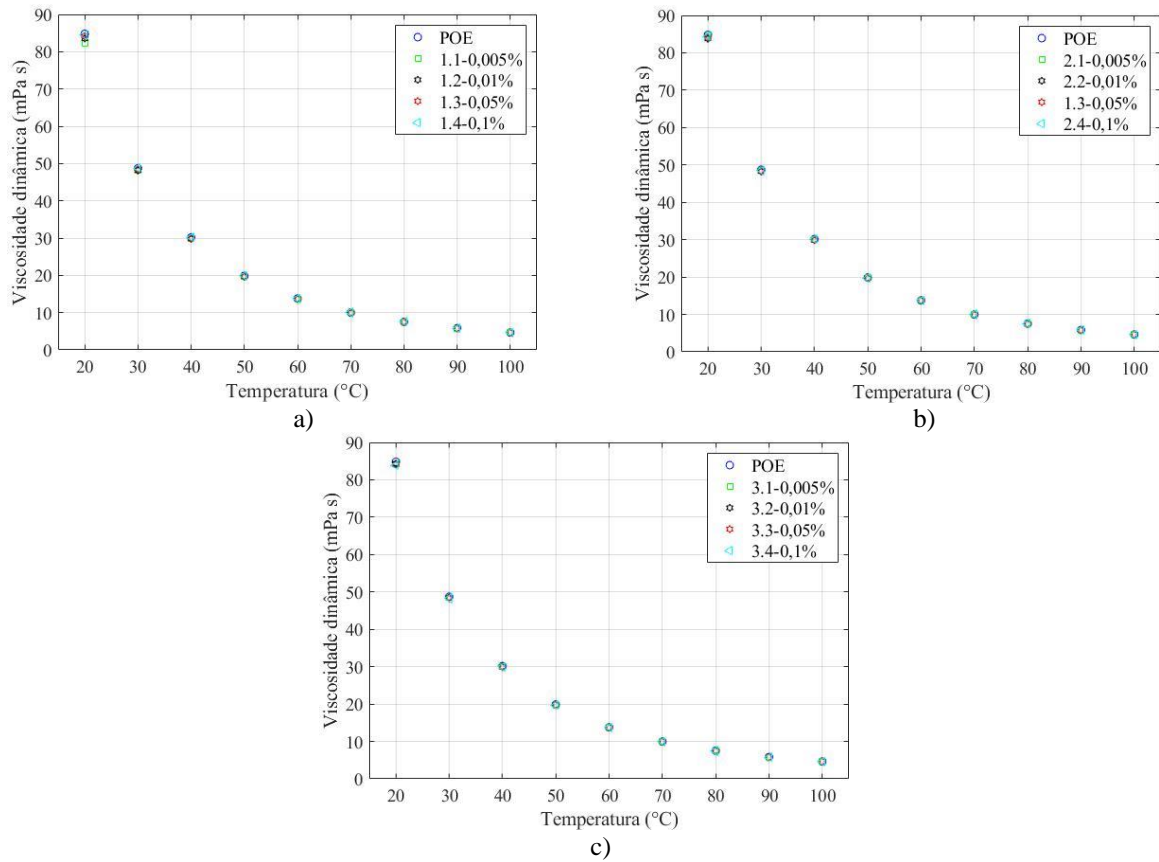 90
80
70
60
50
40
30
20
10
0
Viscosidade dinâmica (mPa s)
POE
1.1-0,005%
1.2-0,01%
1.3-0,05%
1.4-0,1%
20 30 40 50 60 70 80 90 100
Temperatura (°C)
a)
90
80
70
60
50
40
30
20
10
0
Viscosidade dinâmica (mPa s)
POE
2.1-0,005%
2.2-0,01%
1.3-0,05%
2.4-0,1%
20 30 40 50 60 70 80 90 100
Temperatura (°C)
b)
90
80
70
60
50
40
30
20
10
0
Viscosidade dinâmica (mPa s)
POE
3.1-0,005%
3.2-0,01%
3.3-0,05%
3.4-0,1%
20 30 40 50 60 70 80 90 100
Temperatura (°C)
c)